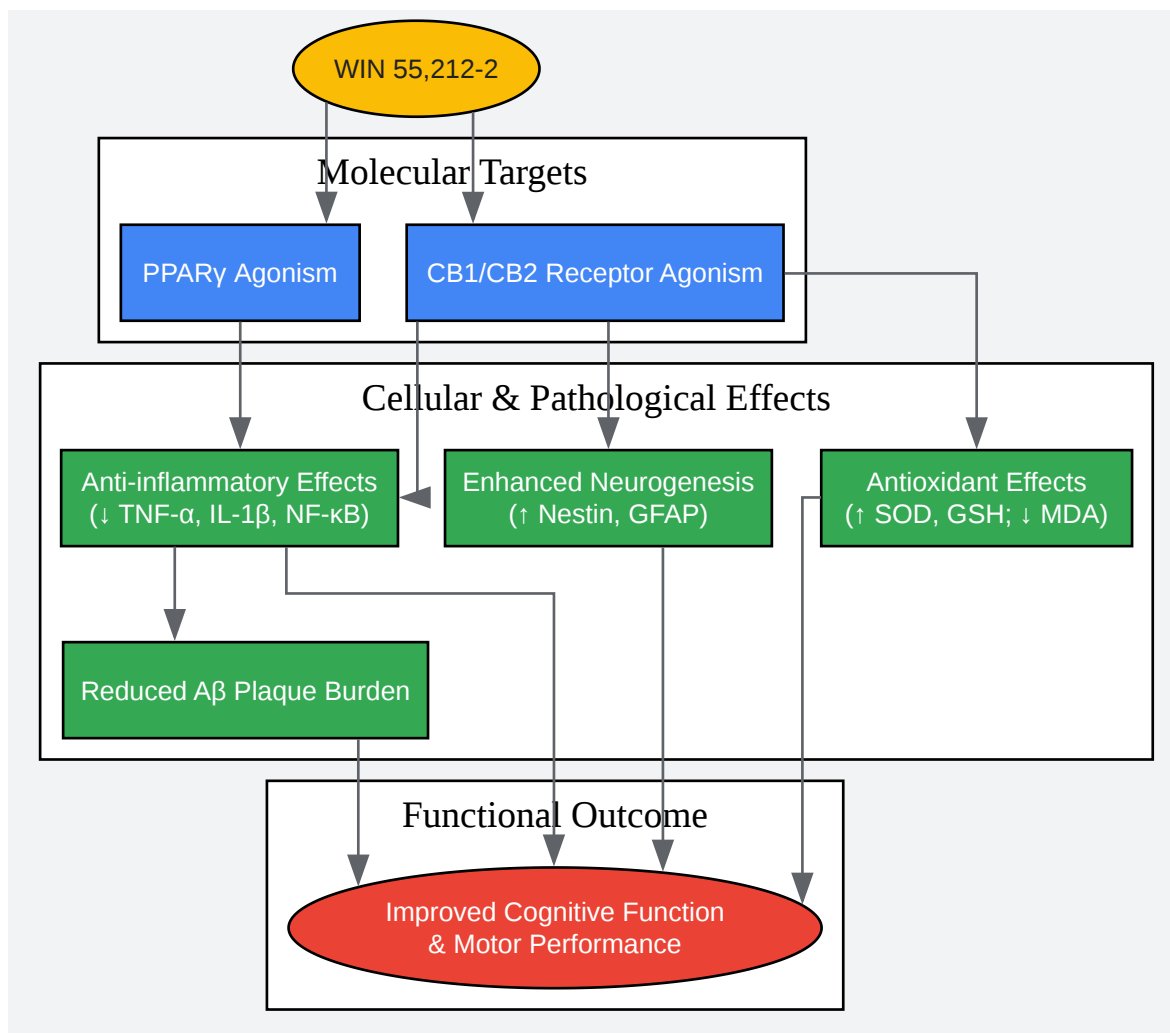 WIN 55,212-2
Molecular Targets
PPARγ Agonism
CB1/CB2 Receptor Agonism
Cellular & Pathological Effects
Anti-inflammatory Effects
(↓ TNF-α, IL-1β, NF-κB)
Enhanced Neurogenesis
(↑ Nestin, GFAP)
Antioxidant Effects
(↑ SOD, GSH; ↓ MDA)
Reduced Aβ Plaque Burden
Functional Outcome
Improved Cognitive Function
& Motor Performance